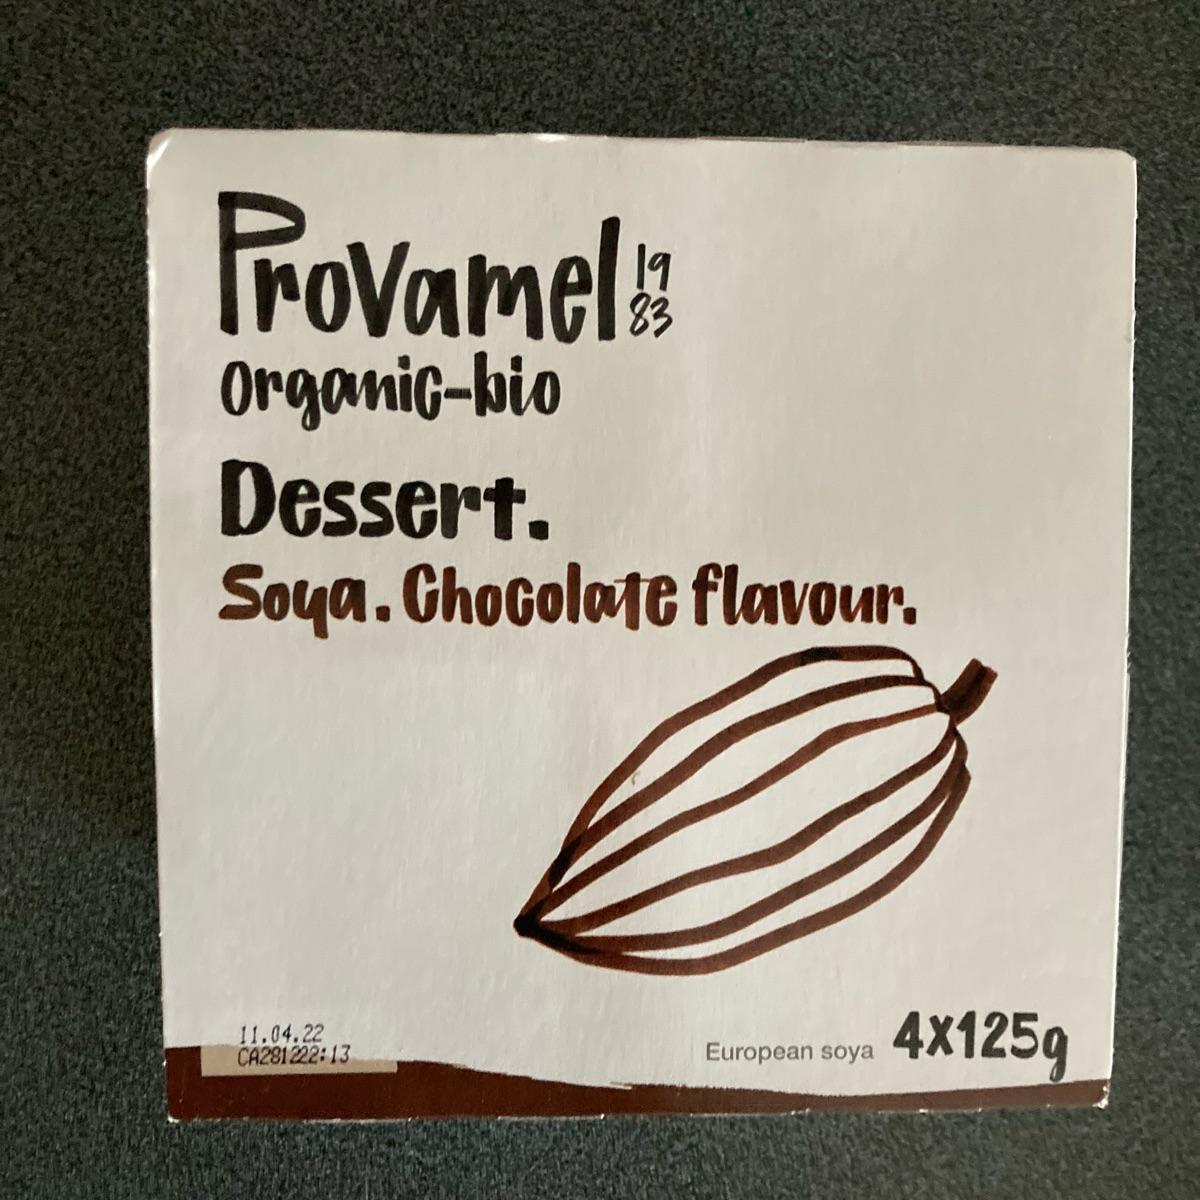 Provamel 19
83
organic-bio
Dessert.
Soya. Chocolate flavour.
11.04.22
CA281222:13
European soya 4x125g